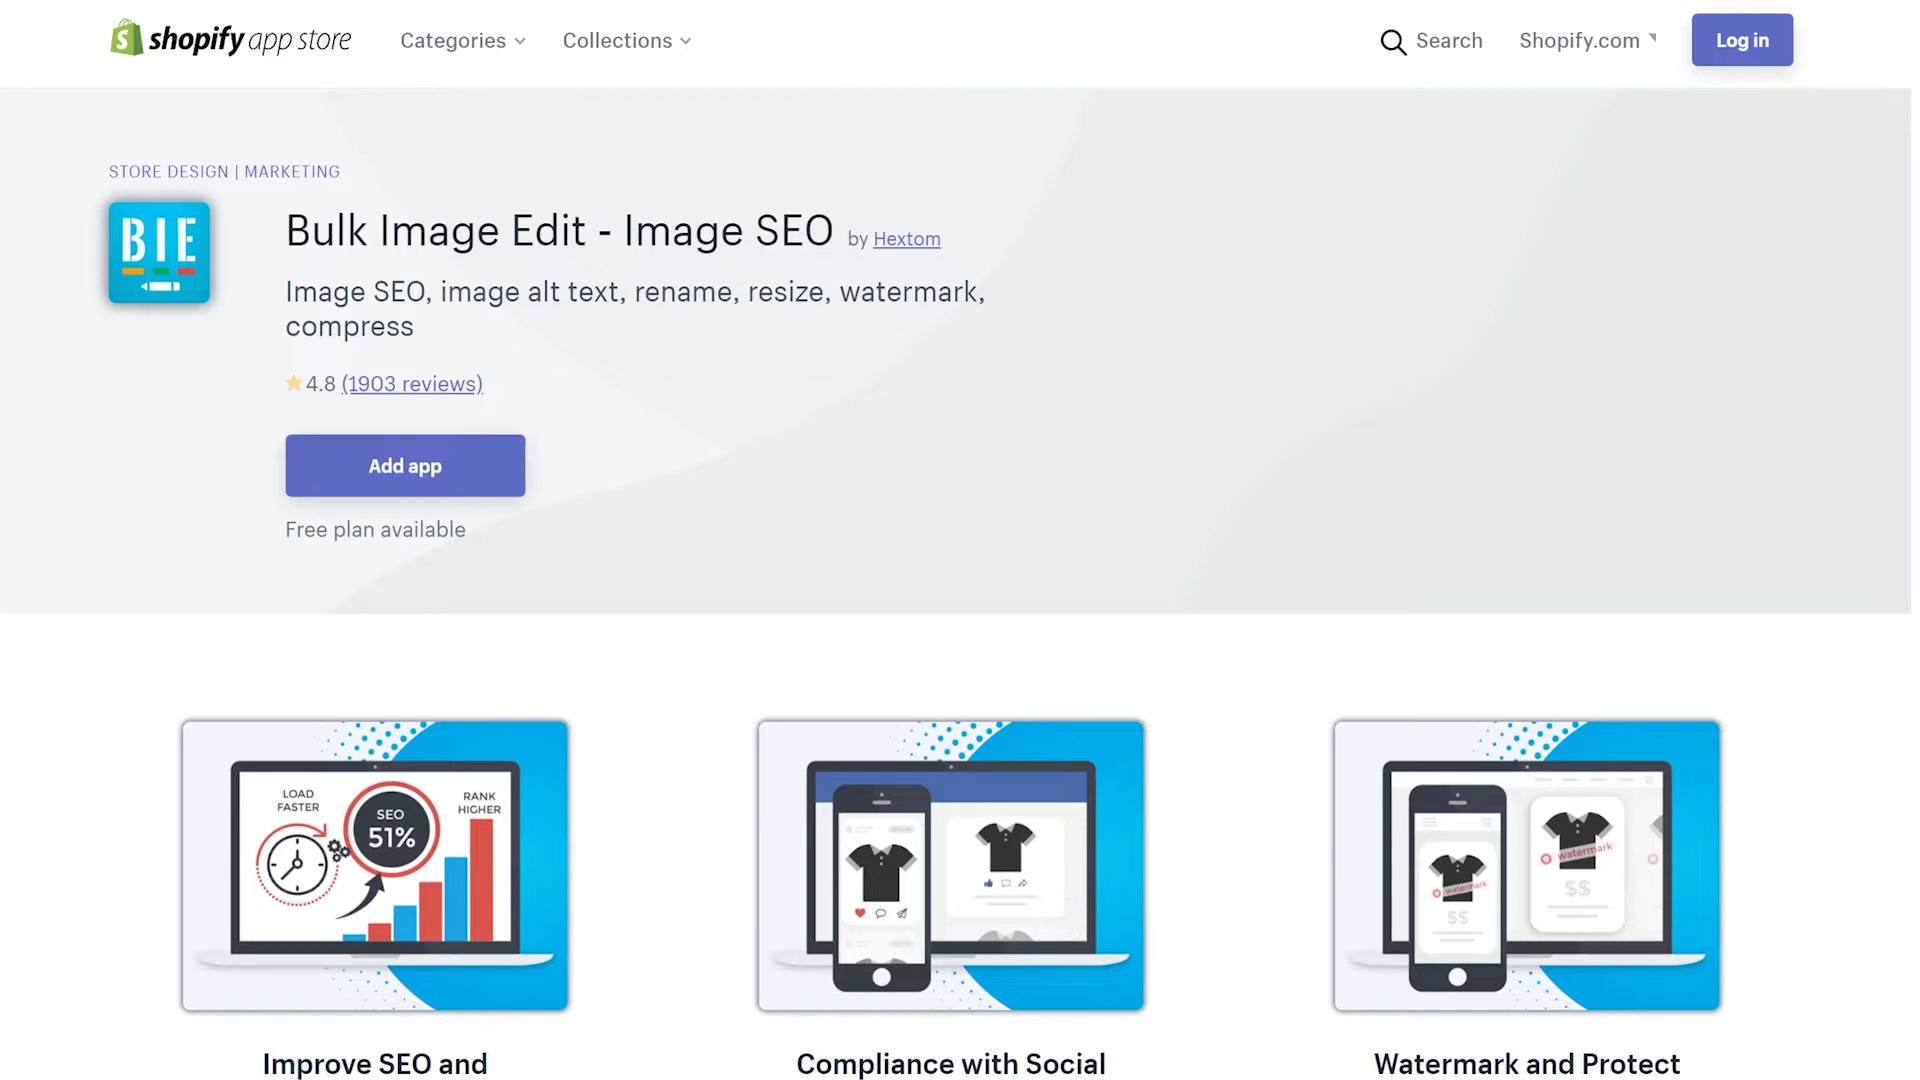 shopify app store
Categories
Collections
Search
Shopify.com
Log in
STORE DESIGN | MARKETING
BIE
Bulk Image Edit - Image SEO by Hextom
Image SEO, image alt text, rename, resize, watermark,
compress
4.8 (1903 reviews)
Add app
Free plan available
LOAD
FASTER
SEO
51%
RANK
HIGHER
watermark
$$
watermark
$$
Improve SEO and
Compliance with Social
Watermark and Protect